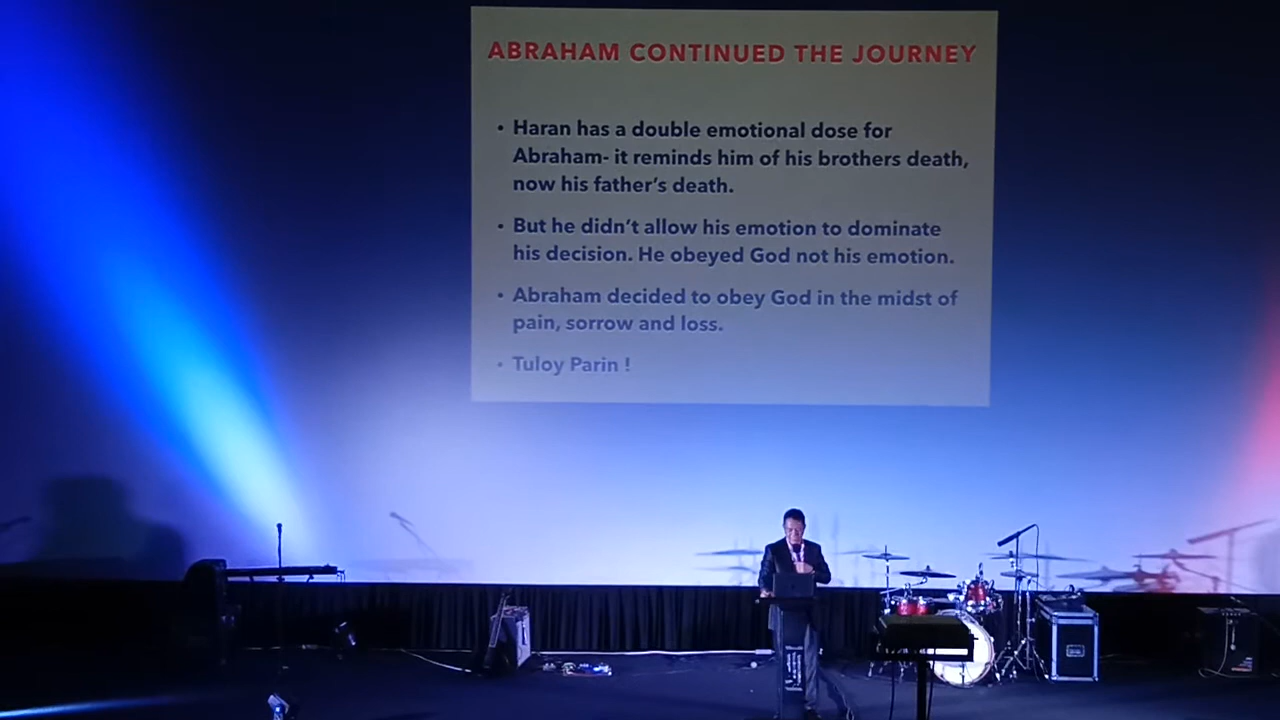 ABRAHAM CONTINUED THE JOURNEY
• Haran has a double emotional dose for
Abraham- it reminds him of his brothers death,
now his father's death.
• But he didn't allow his emotion to dominate
his decision. He obeyed God not his emotion.
• Abraham decided to obey God in the midst of
pain, sorrow and loss.
• Tuloy Parin !